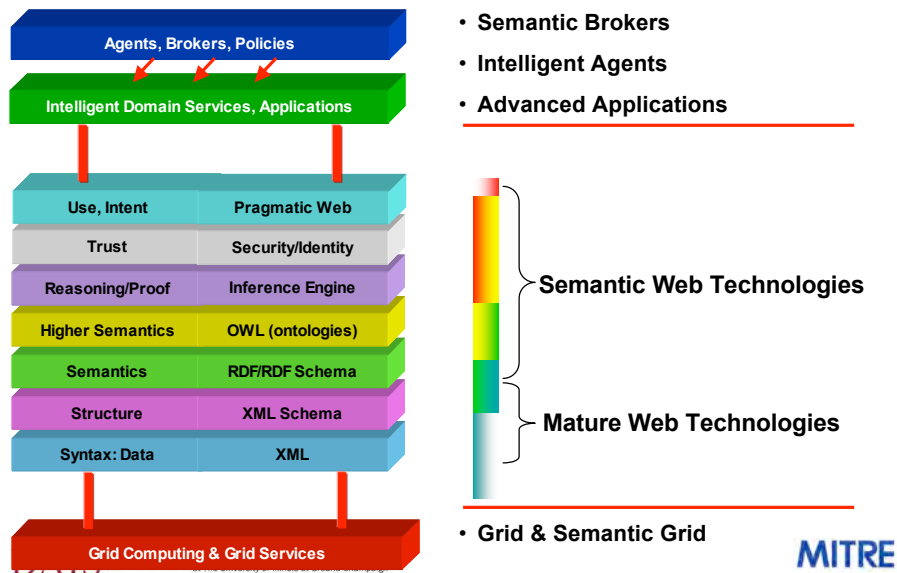 Agents, Brokers, Policies
Intelligent Domain Services, Applications
Use, Intent Pragmatic Web
Trust Security/Identity
Reasoning/Proof Inference Engine
Higher Semantics OWL (ontologies)
Semantics RDF/RDF Schema
Structure XML Schema
Syntax: Data XML
Grid Computing & Grid Services
• Semantic Brokers
• Intelligent Agents
• Advanced Applications
Semantic Web Technologies
Mature Web Technologies
• Grid & Semantic Grid
MITRE